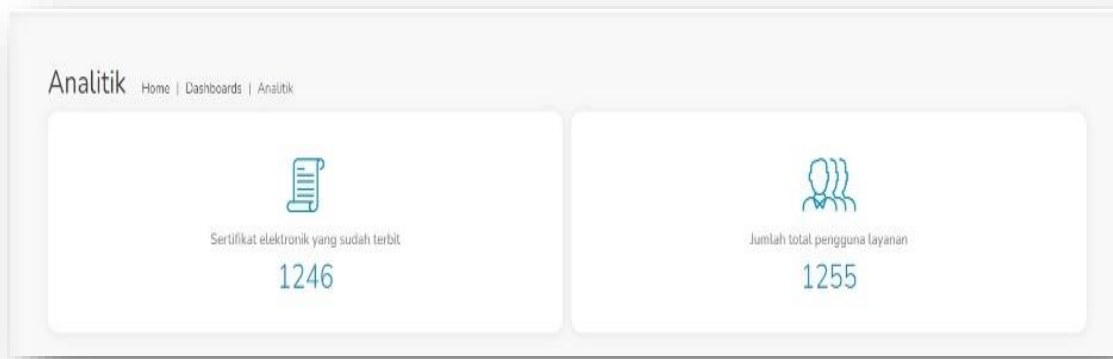 Analitik Home | Dashboards | Analitik
Sertifikat elektronik yang sudah terbit
1246
Jumlah total pengguna layanan
1255